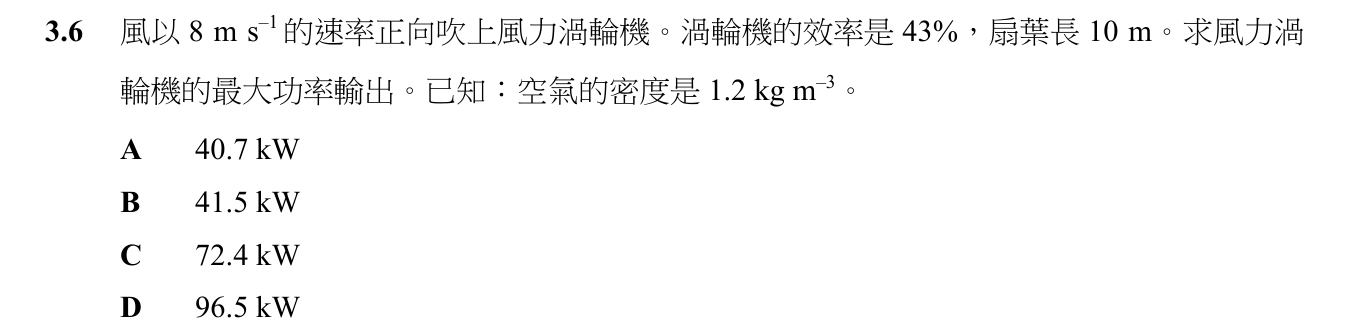 3.6 風以 8 m s⁻¹ 的速率正向吹上風力渦輪機。渦輪機的效率是 43%，扇葉長 10 m。求風力渦
輪機的最大功率輸出。已知：空氣的密度是 1.2 kg m⁻³。
A 40.7 kW
B 41.5 kW
C 72.4 kW
D 96.5 kW